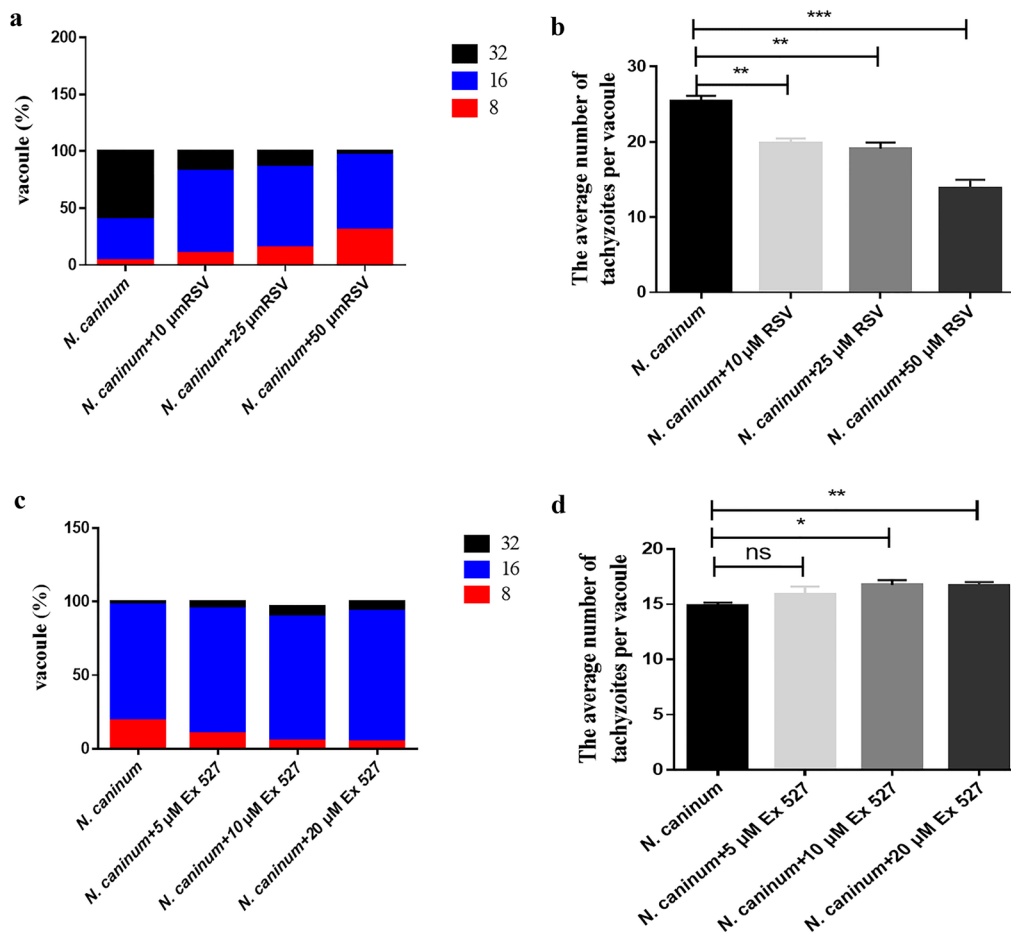 a
vacoule (%)
200
150
100
50
0
32
16
8
N. caninum
N. caninum+10 μmRSV
N. caninum+25 μmRSV
N. caninum+50 μmRSV
b
The average number of
tachyzoites per vacoule
30
20
10
0
***
**
**
N. caninum
N. caninum+10 μM RSV
N. caninum+25 μM RSV
N. caninum+50 μM RSV
c
vacoule (%)
150
100
50
0
32
16
8
N. caninum
N. caninum+5 μM Ex 527
N. caninum+10 μM Ex 527
N. caninum+20 μM Ex 527
d
The average number of
tachyzoites per vacoule
20
15
10
5
0
**
*
ns
N. caninum
N. caninum+5 μM Ex 527
N. caninum+10 μM Ex 527
N. caninum+20 μM Ex 527